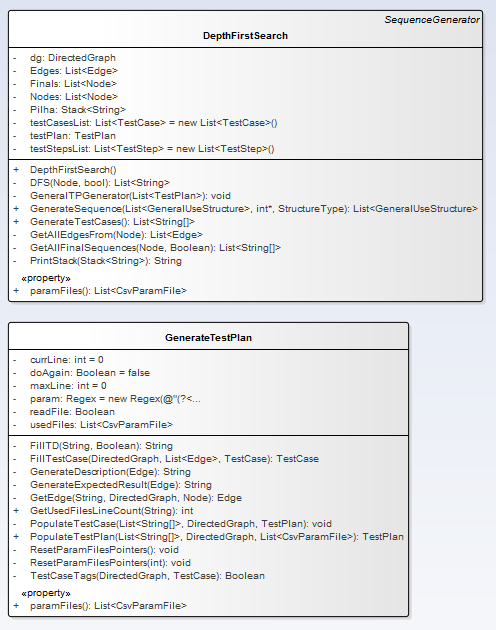 SequenceGenerator
DepthFirstSearch
- dg: DirectedGraph
- Edges: List<Edge>
- Finals: List<Node>
- Nodes: List<Node>
- Pilha: Stack<String>
- testCasesList: List<TestCase> = new List<TestCase>()
- testPlan: TestPlan
- testStepsList: List<TestStep> = new List<TestStep>()
+ DepthFirstSearch()
- DFS(Node, bool): List<String>
- GeneralTPGenerator(List<TestPlan>): void
+ GenerateSequence(List<GeneralUseStructure>, int*, StructureType): List<GeneralUseStructure>
+ GenerateTestCases(): List<String[]>
- GetAllEdgesFrom(Node): List<Edge>
- GetAllFinalSequences(Node, Boolean): List<String[]>
- PrintStack(Stack<String>): String
«property»
+ paramFiles(): List<CsvParamFile>
GenerateTestPlan
- currLine: int = 0
- doAgain: Boolean = false
- maxLine: int = 0
- param: Regex = new Regex(@"(?<...
- readFile: Boolean
- usedFiles: List<CsvParamFile>
- FillTD(String, Boolean): String
- FillTestCase(DirectedGraph, List<Edge>, TestCase): TestCase
- GenerateDescription(Edge): String
- GenerateExpectedResult(Edge): String
- GetEdge(String, DirectedGraph, Node): Edge
+ GetUsedFilesLineCount(String): int
- PopulateTestCase(List<String[]>, DirectedGraph, TestPlan): void
+ PopulateTestPlan(List<String[]>, DirectedGraph, List<CsvParamFile>): TestPlan
- ResetParamFilesPointers(): void
- ResetParamFilesPointers(int): void
- TestCaseTags(DirectedGraph, TestCase): Boolean
«property»
+ paramFiles(): List<CsvParamFile>